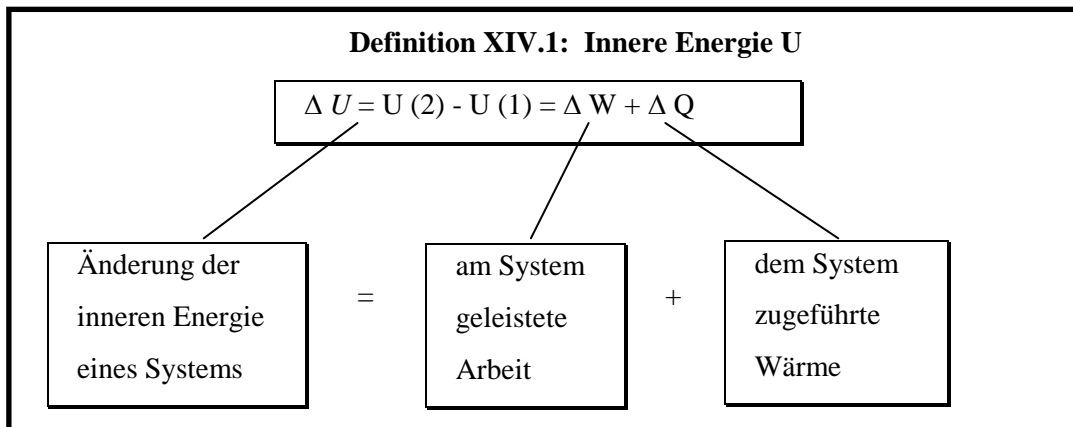 Definition XIV.1: Innere Energie U
Δ U = U (2) - U (1) = Δ W + Δ Q
Änderung der
inneren Energie
eines Systems
=
am System
geleistete
Arbeit
+
dem System
zugeführte
Wärme